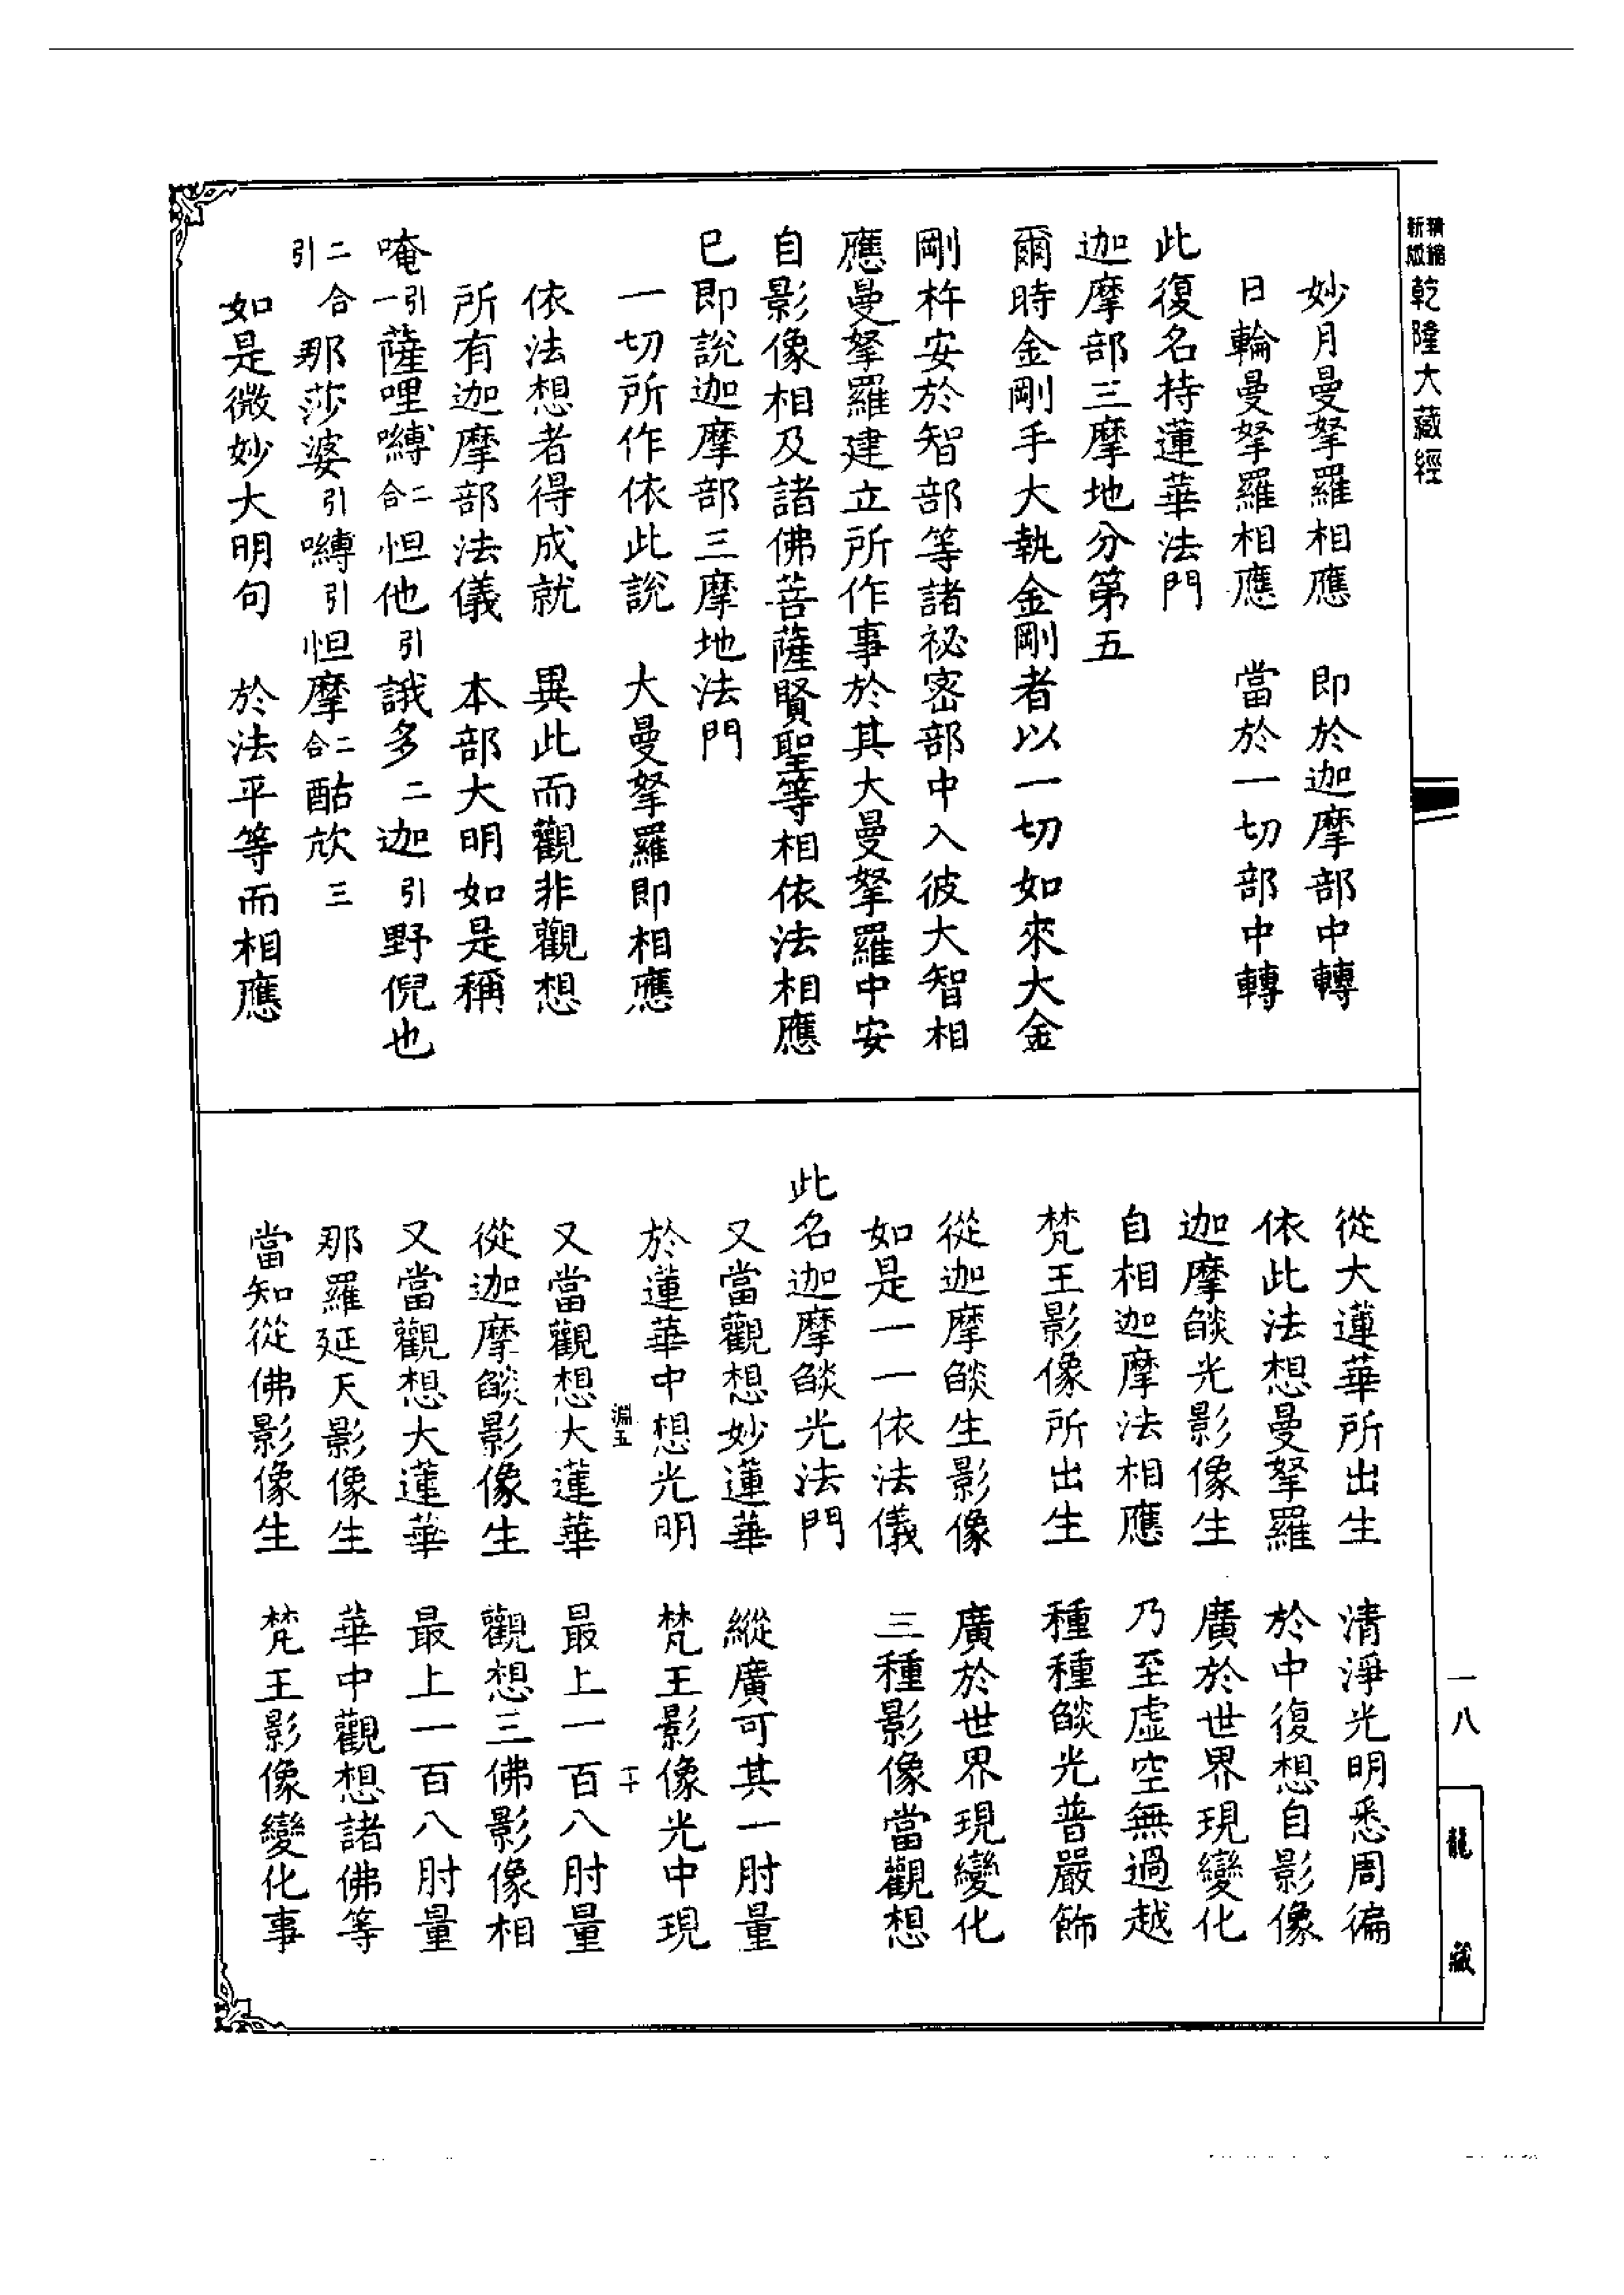 精縮新版 乾隆大藏經
妙月曼拏羅相應　即於迦摩部中轉
日輪曼拏羅相應　當於一切部中轉
此復名持蓮華法門
迦摩部三摩地分第五
爾時金剛手大執金剛者以一切如來大金
剛杵安於智部等諸祕密部中入彼大智相
應曼拏羅建立所作事於其大曼拏羅中安
自影像相及諸佛菩薩賢聖等相依法相應
已即說迦摩部三摩地法門
一切所作依此說　大曼拏羅即相應
依法想者得成就　異此而觀非觀想
所有迦摩部法儀　本部大明如是稱
唵引一薩哩嚩二合怛他引誐多二迦引野倪也
二合引那莎婆引嚩引怛摩二合酤欱三
如是微妙大明句　於法平等而相應
從大蓮華所出生　清淨光明悉周徧
依此法想曼拏羅　於中復想自影像
迦摩燄光影像生　廣於世界現變化
自相迦摩法相應　乃至虛空無過越
梵王影像所出生　種種燄光普嚴飾
從迦摩燄生影像　廣於世界現變化
如是一一依法儀　三種影像當觀想
此名迦摩燄光法門
又當觀想妙蓮華　縱廣可其一肘量
於蓮華中想光明　梵王影像光中現
淵五　十
又當觀想大蓮華　最上一百八肘量
從迦摩燄影像生　觀想三佛影像相
又當觀想大蓮華　最上一百八肘量
那羅延天影像生　華中觀想諸佛等
當知從佛影像生　梵王影像變化事
一八
龍藏